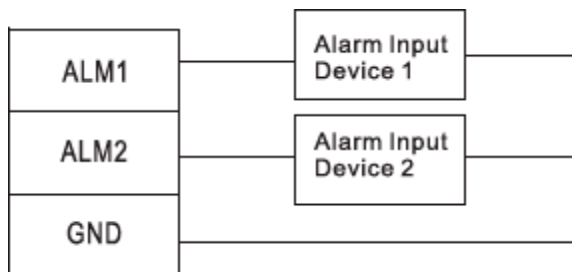 ALM1
Alarm Input
Device 1
ALM2
Alarm Input
Device 2
GND